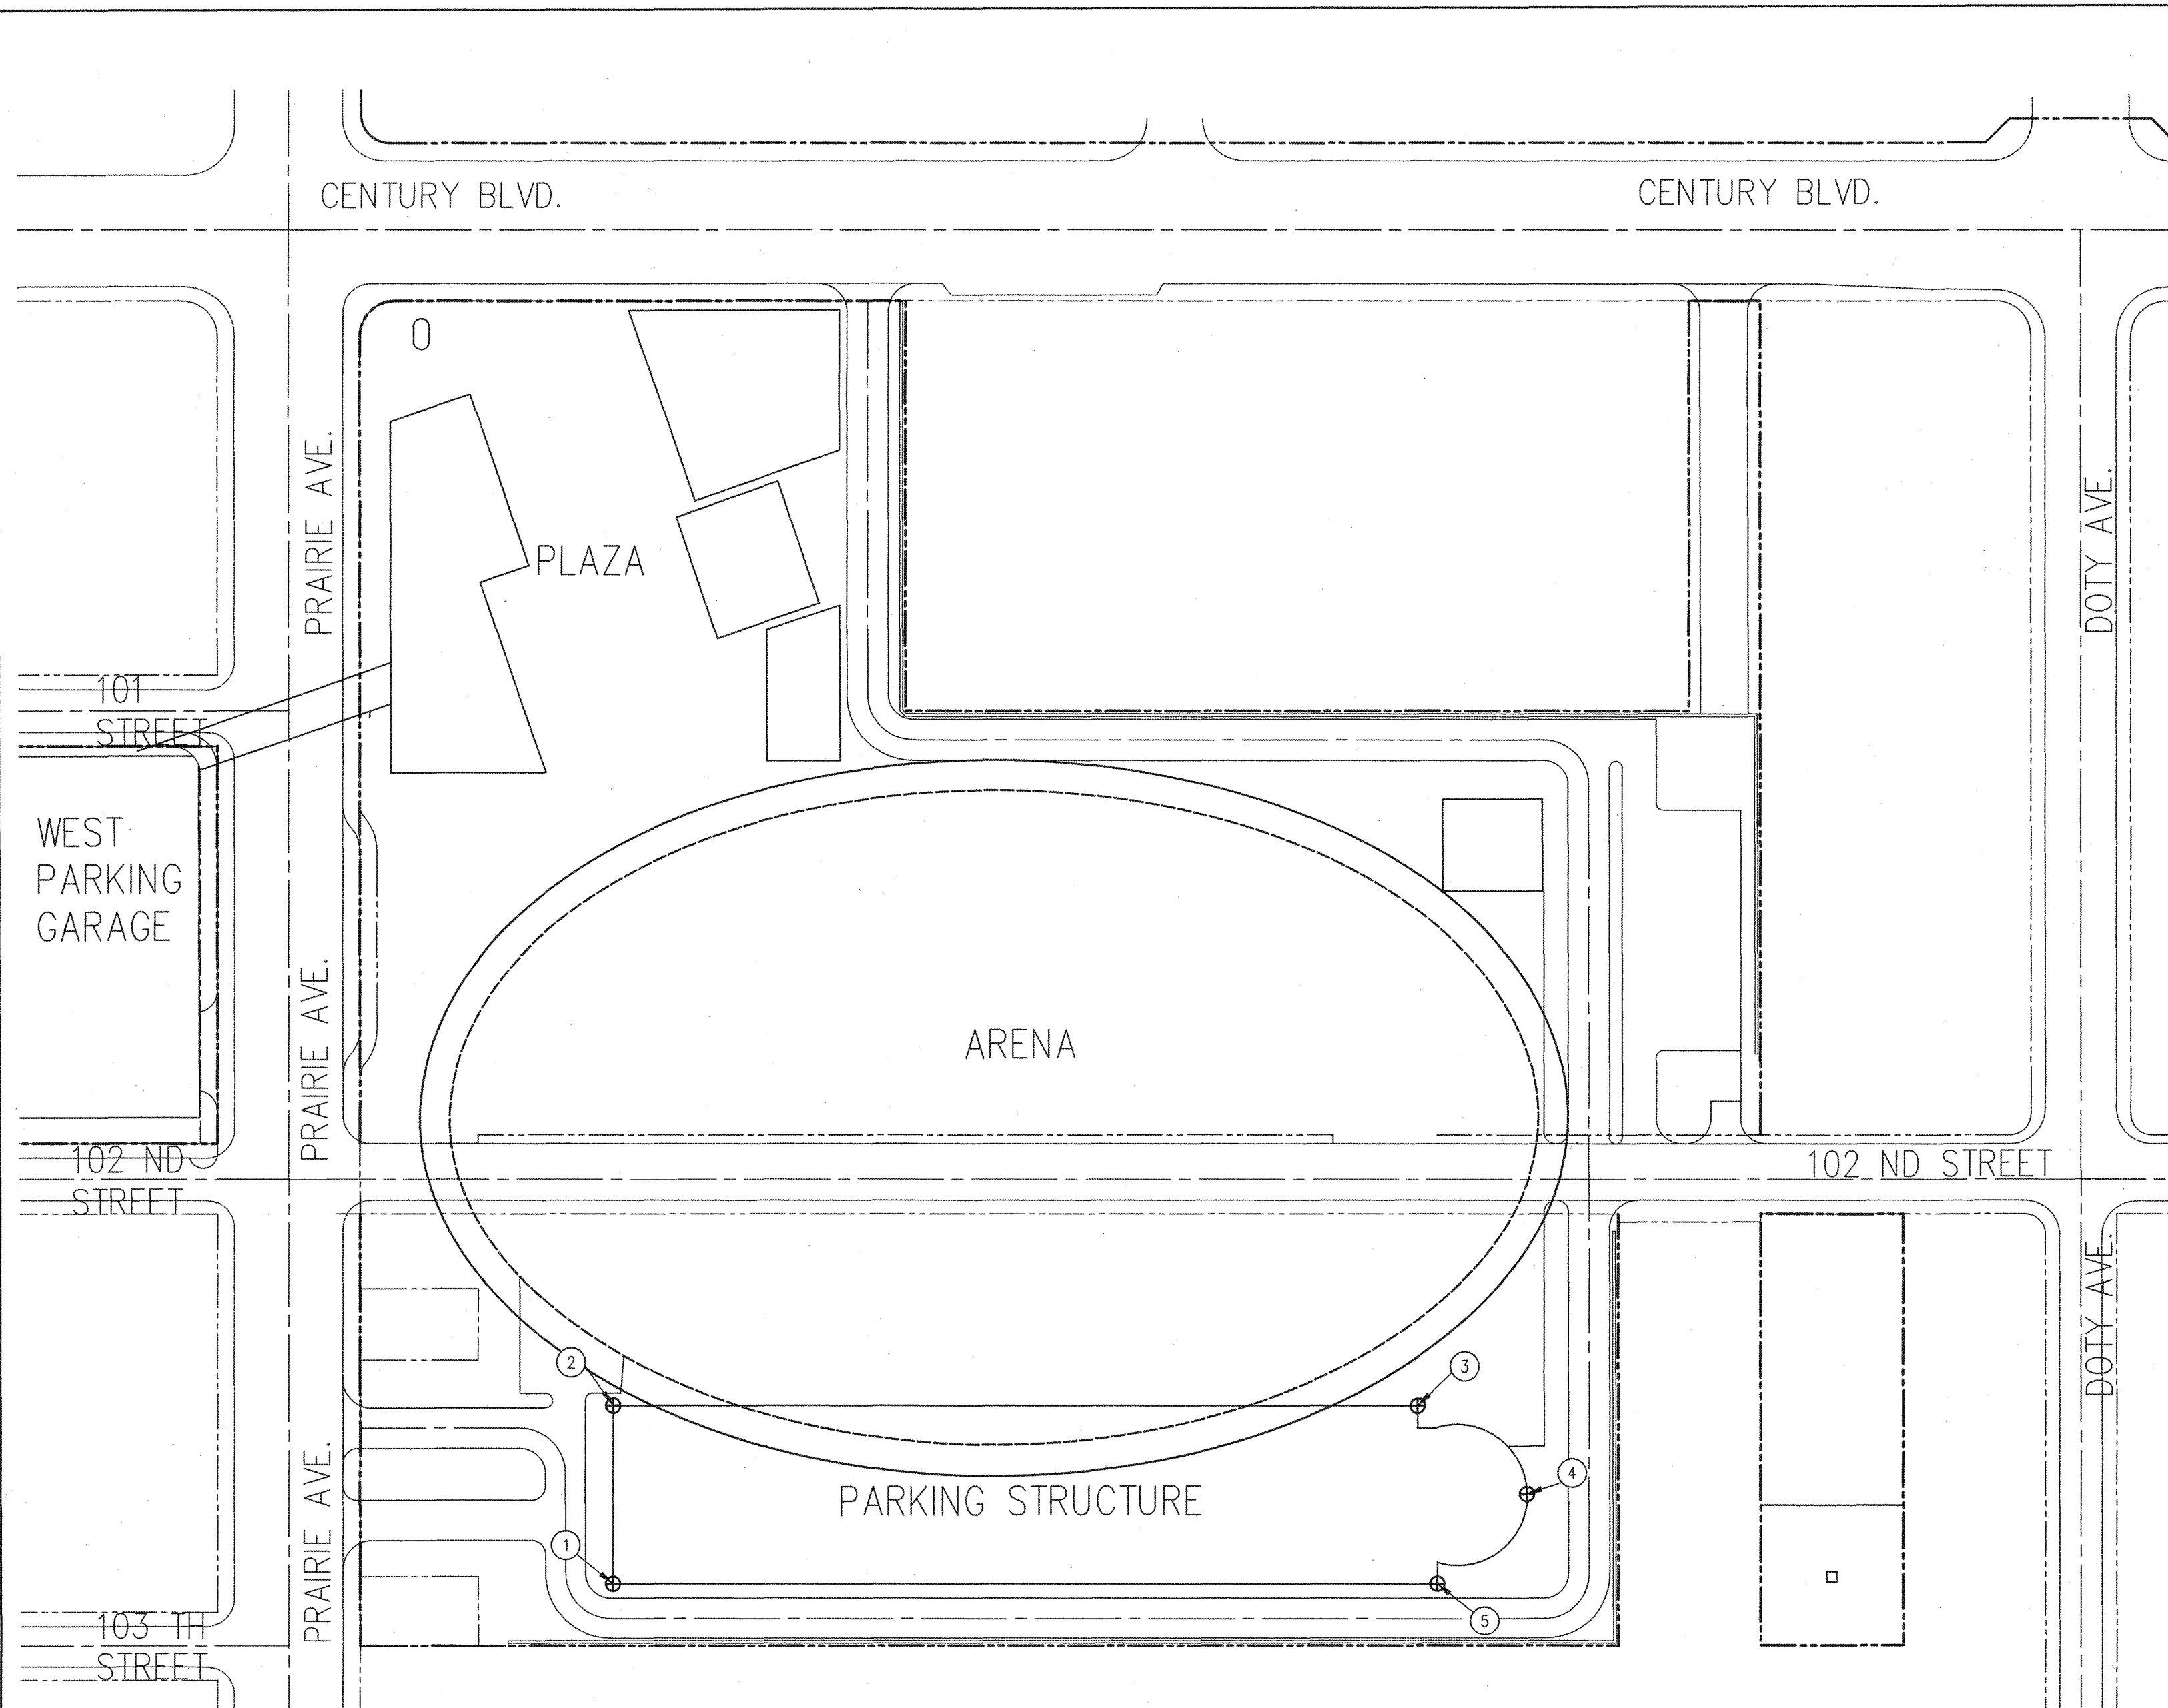 CENTURY BLVD.
CENTURY BLVD.
PRAIRIE AVE.
PLAZA
DOTY AVE.
101
STREET
WEST
PARKING
GARAGE
PRAIRIE AVE.
ARENA
102 ND
STREET
102 ND STREET
DOTY AVE.
2
3
4
PARKING STRUCTURE
1
5
PRAIRIE AVE.
103 TH
STREET